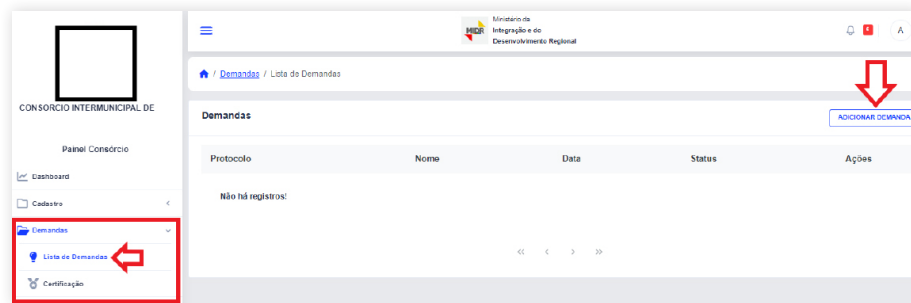 CONSORCIO INTERMUNICIPAL DE
Painel Consórcio
Dashboard
Cadastro
Demandas
Lista de Demandas
Certificação
MIDR
Ministério da
Integração e do
Desenvolvimento Regional
A
/ Demandas / Lista de Demandas
Demandas
ADICIONAR DEMANDA
Protocolo Nome Data Status Ações
Não há registros!